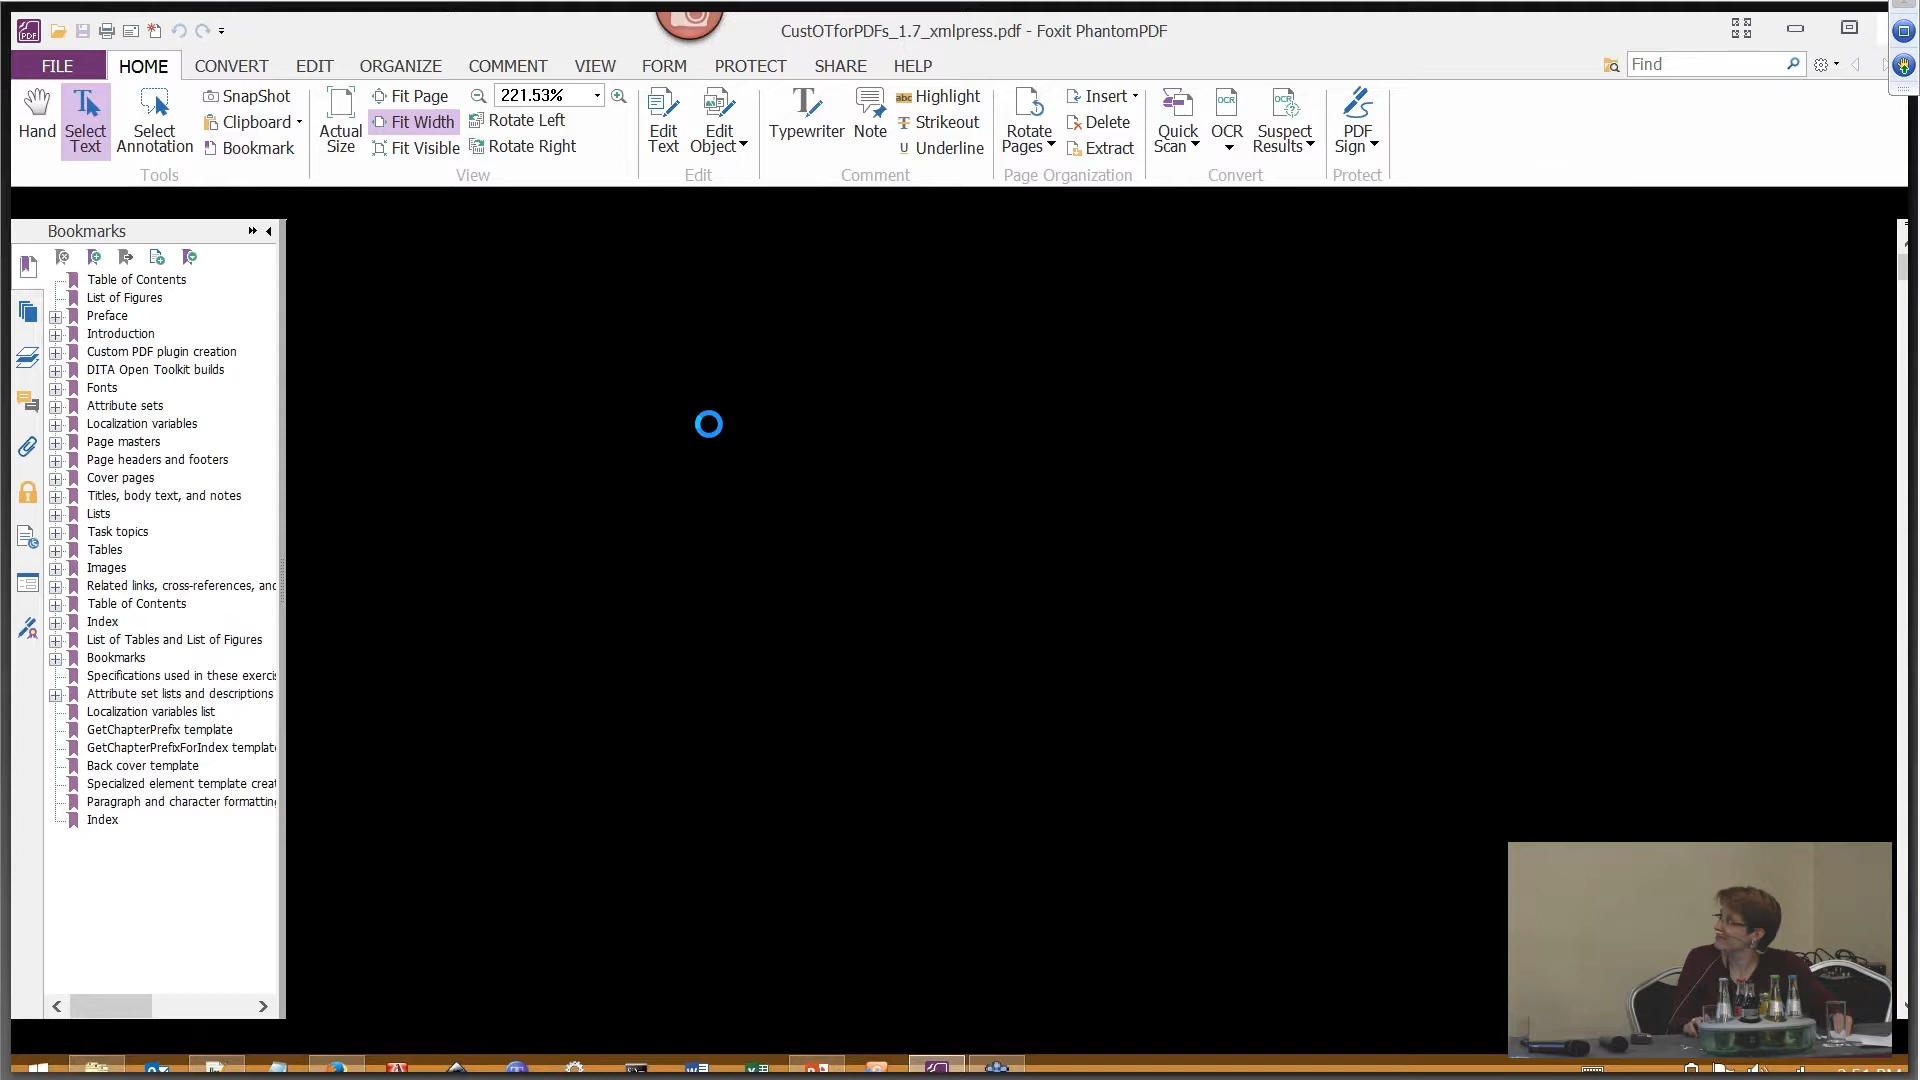 CustOTforPDFs_1.7_xmlpress.pdf - Foxit PhantomPDF
FILE HOME CONVERT EDIT ORGANIZE COMMENT VIEW FORM PROTECT SHARE HELP
Find
Hand
Select Text
Select Annotation
SnapShot
Clipboard
Bookmark
Tools
Actual Size
Fit Page
Fit Width
Fit Visible
221.53%
Rotate Left
Rotate Right
View
Edit Text
Edit Object
Edit
Typewriter
Note
Highlight
Strikeout
Underline
Comment
Rotate Pages
Insert
Delete
Extract
Page Organization
Quick Scan
OCR
Suspect Results
Convert
PDF Sign
Protect
Bookmarks
Table of Contents
List of Figures
Preface
Introduction
Custom PDF plugin creation
DITA Open Toolkit builds
Fonts
Attribute sets
Localization variables
Page masters
Page headers and footers
Cover pages
Titles, body text, and notes
Lists
Task topics
Tables
Images
Related links, cross-references, and
Table of Contents
Index
List of Tables and List of Figures
Bookmarks
Specifications used in these exerci
Attribute set lists and descriptions
Localization variables list
GetChapterPrefix template
GetChapterPrefixForIndex template
Back cover template
Specialized element template crea
Paragraph and character formatting
Index